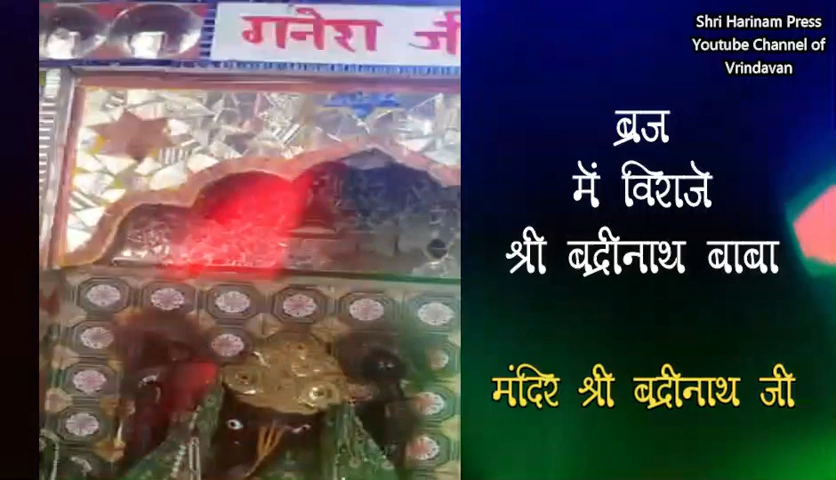 गनेश जी
Shri Harinam Press
Youtube Channel of
Vrindavan
ब्रज
में विराजे
श्री बद्रीनाथ बाबा
मंदिर श्री बद्रीनाथ जी